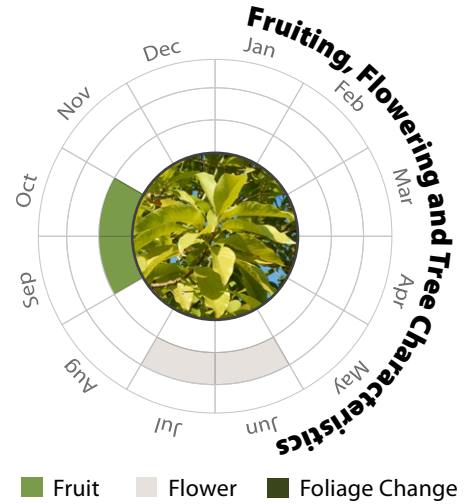 Fruiting, Flowering and Tree Characteristics
Jan
Feb
Mar
Apr
May
Jun
Jul
Aug
Sep
Oct
Nov
Dec
Fruit
Flower
Foliage Change